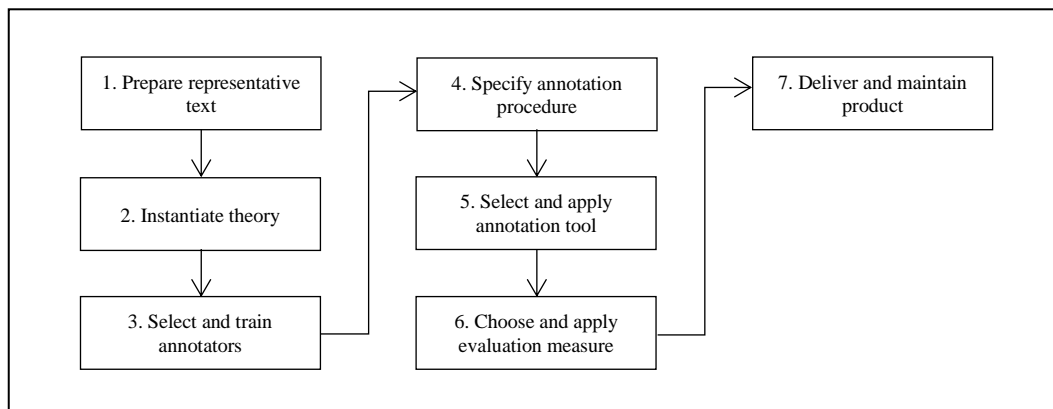 1. Prepare representative
text
2. Instantiate theory
3. Select and train
annotators
4. Specify annotation
procedure
5. Select and apply
annotation tool
6. Choose and apply
evaluation measure
7. Deliver and maintain
product